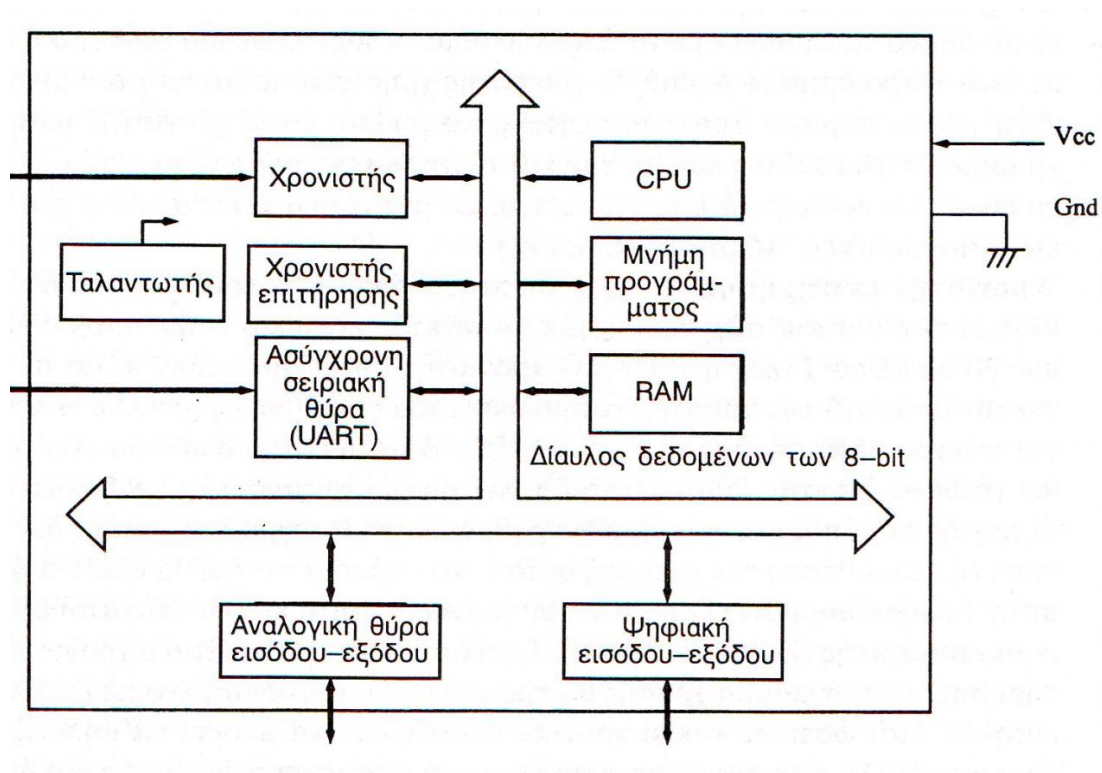 Vcc
Χρονιστής
CPU
Gnd
Ταλαντωτής
Χρονιστής
επιτήρησης
Μνήμη
προγράμ-
ματος
Ασύγχρονη
σειριακή
θύρα
(UART)
RAM
Δίαυλος δεδομένων των 8–bit
Αναλογική θύρα
εισόδου–εξόδου
Ψηφιακή
εισόδου–εξόδου